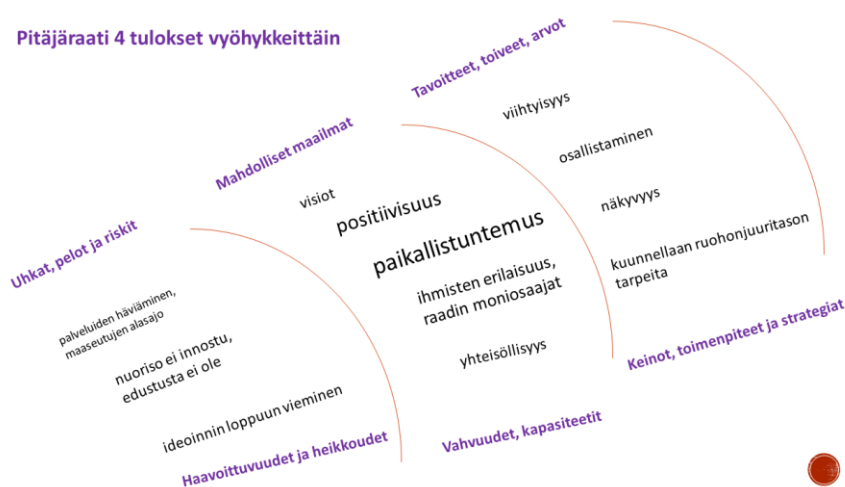 Pitäjäraati 4 tulokset vyöhykkeittäin
Uhkat, pelot ja riskit
palveluiden häviäminen,
maaseutujen alasajo
nuoriso ei innostu,
edustusta ei ole
ideoinnin loppuun vieminen
Haavoittuvuudet ja heikkoudet
Mahdolliset maailmat
visiot
positiivisuus
paikallistuntemus
ihmisten erilaisuus,
raadin moniosaajat
yhteisöllisyys
Vahvuudet, kapasiteetit
Tavoitteet, toiveet, arvot
viihtyisyys
osallistaminen
näkyvyys
kuunnellaan ruohonjuuritason
tarpeita
Keinot, toimenpiteet ja strategiat